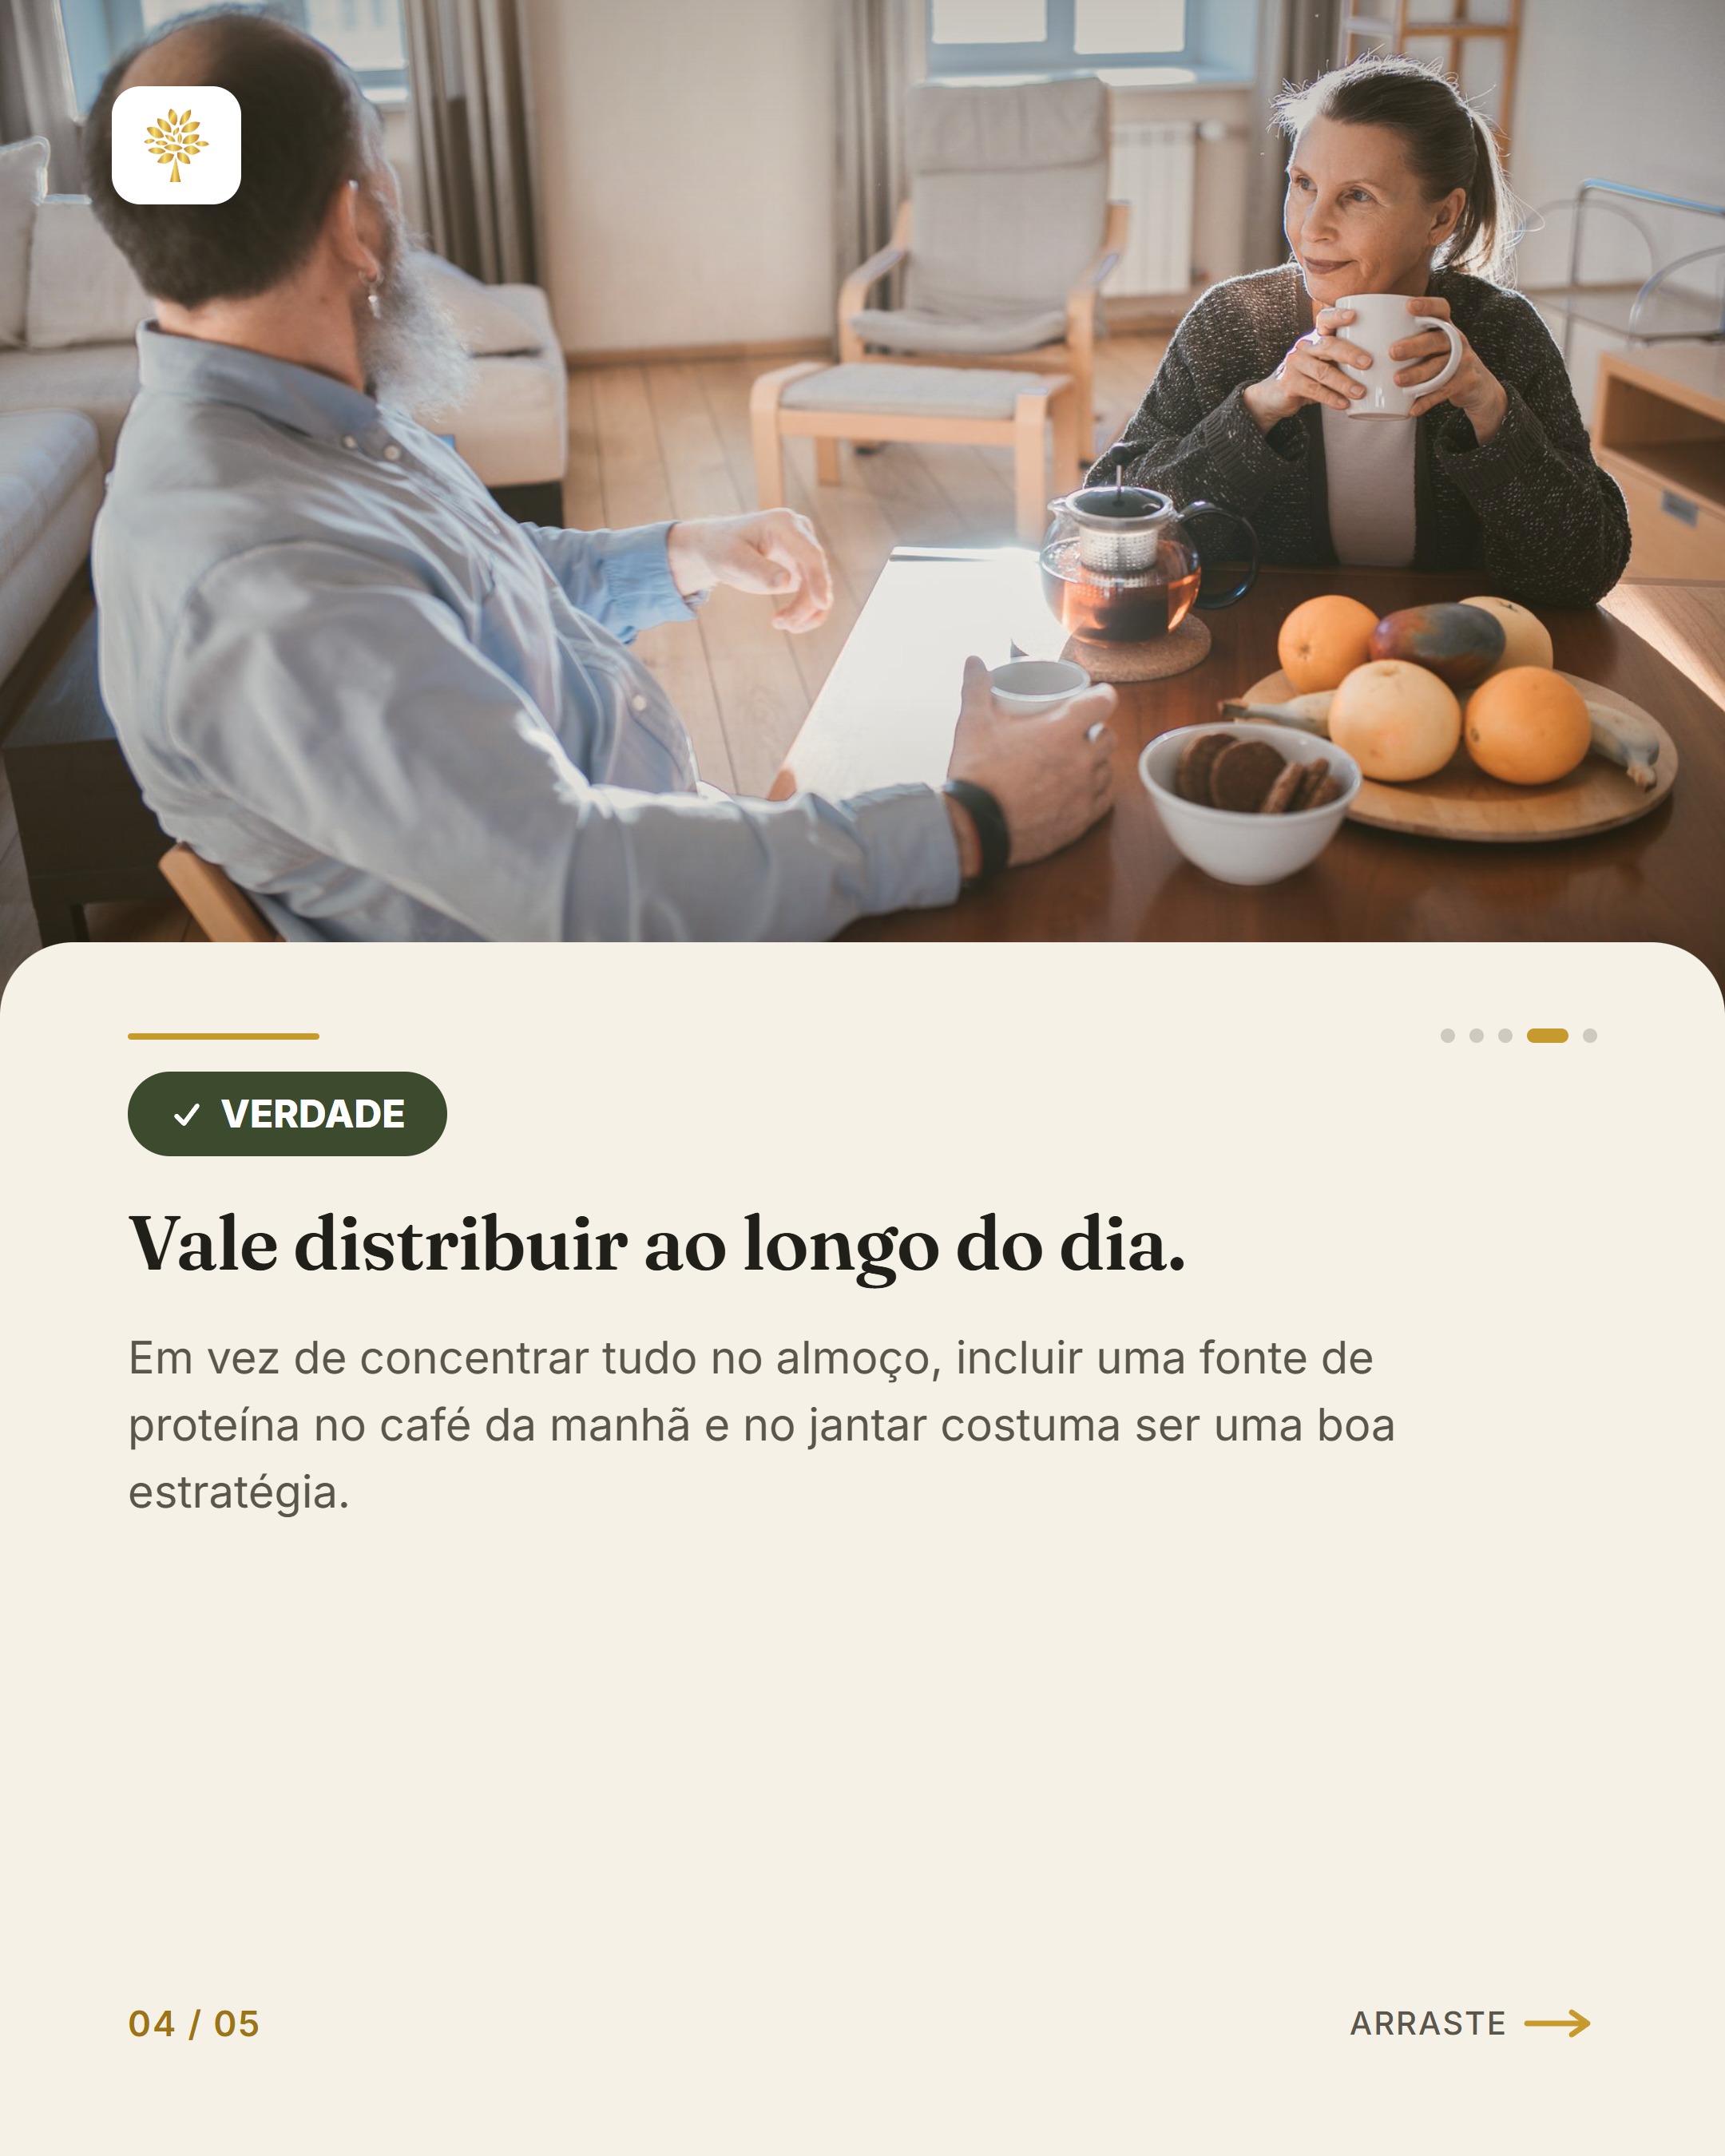 VERDADE
Vale distribuir ao longo do dia.
Em vez de concentrar tudo no almoço, incluir uma fonte de
proteína no café da manhã e no jantar costuma ser uma boa
estratégia.
04 / 05
ARRASTE